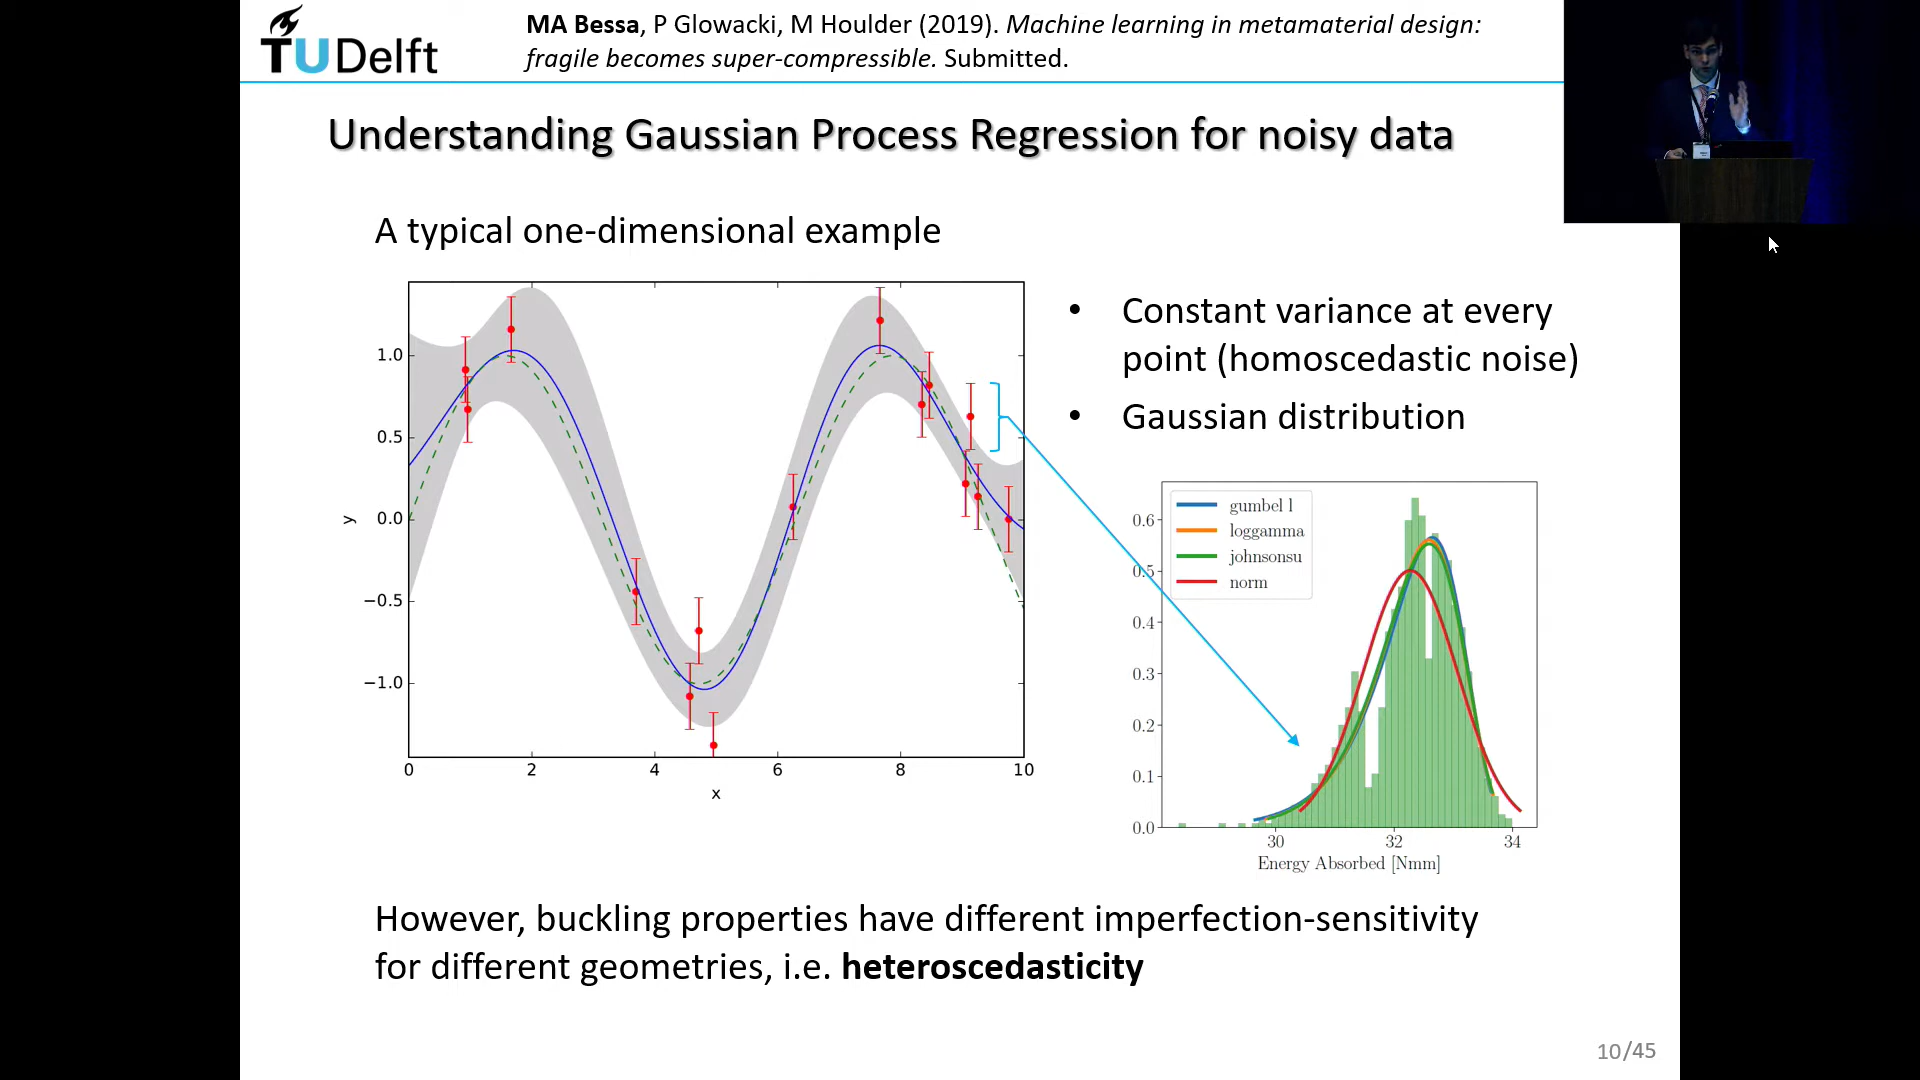 TUDelft
MA Bessa, P Glowacki, M Houlder (2019). Machine learning in metamaterial design:
fragile becomes super-compressible. Submitted.
Understanding Gaussian Process Regression for noisy data
A typical one-dimensional example
1.0
0.5
0.0
−0.5
−1.0
y
0 2 4 6 8 10
x
• Constant variance at every
point (homoscedastic noise)
• Gaussian distribution
gumbel l
loggamma
johnsonsu
norm
0.6
0.5
0.4
0.3
0.2
0.1
0.0
30 32 34
Energy Absorbed [Nmm]
However, buckling properties have different imperfection-sensitivity
for different geometries, i.e. heteroscedasticity
10/45